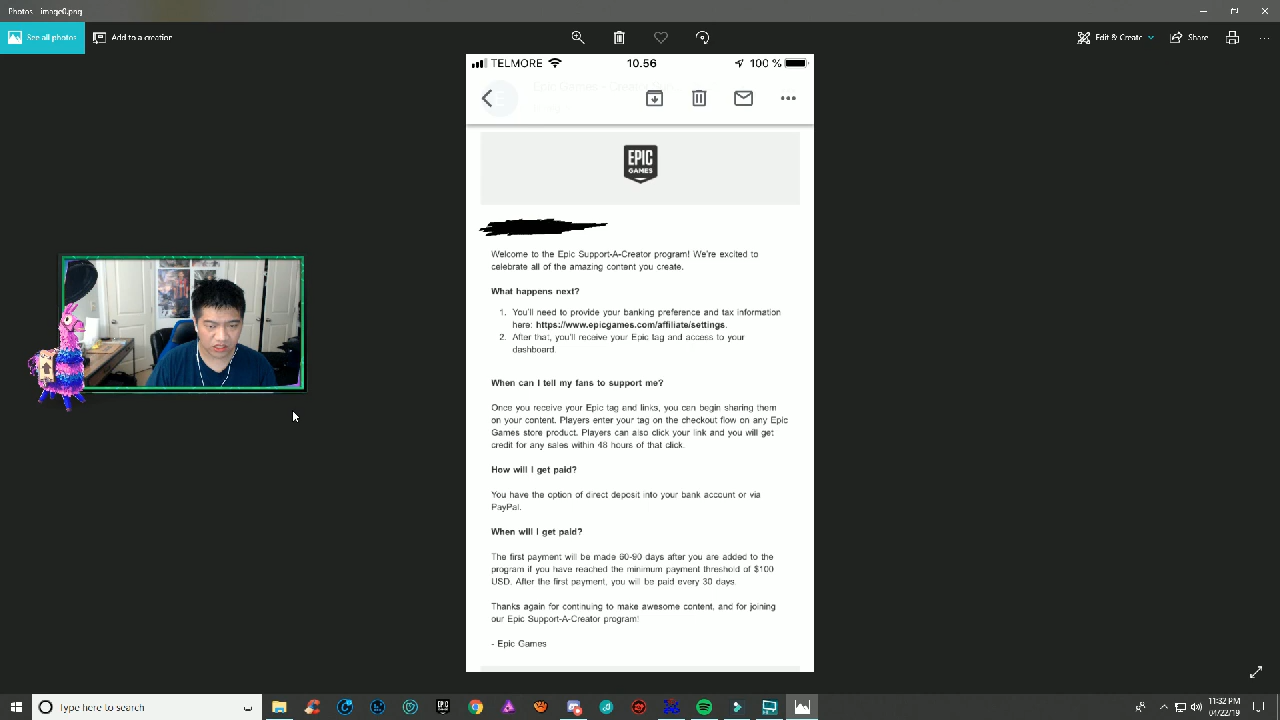 Photos - image0.png
See all photos
Add to a creation
Edit & Create
Share
TELMORE
10.56
100 %
EPIC
GAMES
Welcome to the Epic Support-A-Creator program! We're excited to
celebrate all of the amazing content you create.
What happens next?
1. You'll need to provide your banking preference and tax information
here: https://www.epicgames.com/affiliate/settings.
2. After that, you'll receive your Epic tag and access to your
dashboard.
When can I tell my fans to support me?
Once you receive your Epic tag and links, you can begin sharing them
on your content. Players enter your tag on the checkout flow on any Epic
Games store product. Players can also click your link and you will get
credit for any sales within 48 hours of that click.
How will I get paid?
You have the option of direct deposit into your bank account or via
PayPal.
When will I get paid?
The first payment will be made 60-90 days after you are added to the
program if you have reached the minimum payment threshold of $100
USD. After the first payment, you will be paid every 30 days.
Thanks again for continuing to make awesome content, and for joining
our Epic Support-A-Creator program!
- Epic Games
Type here to search
11:32 PM
04/22/19